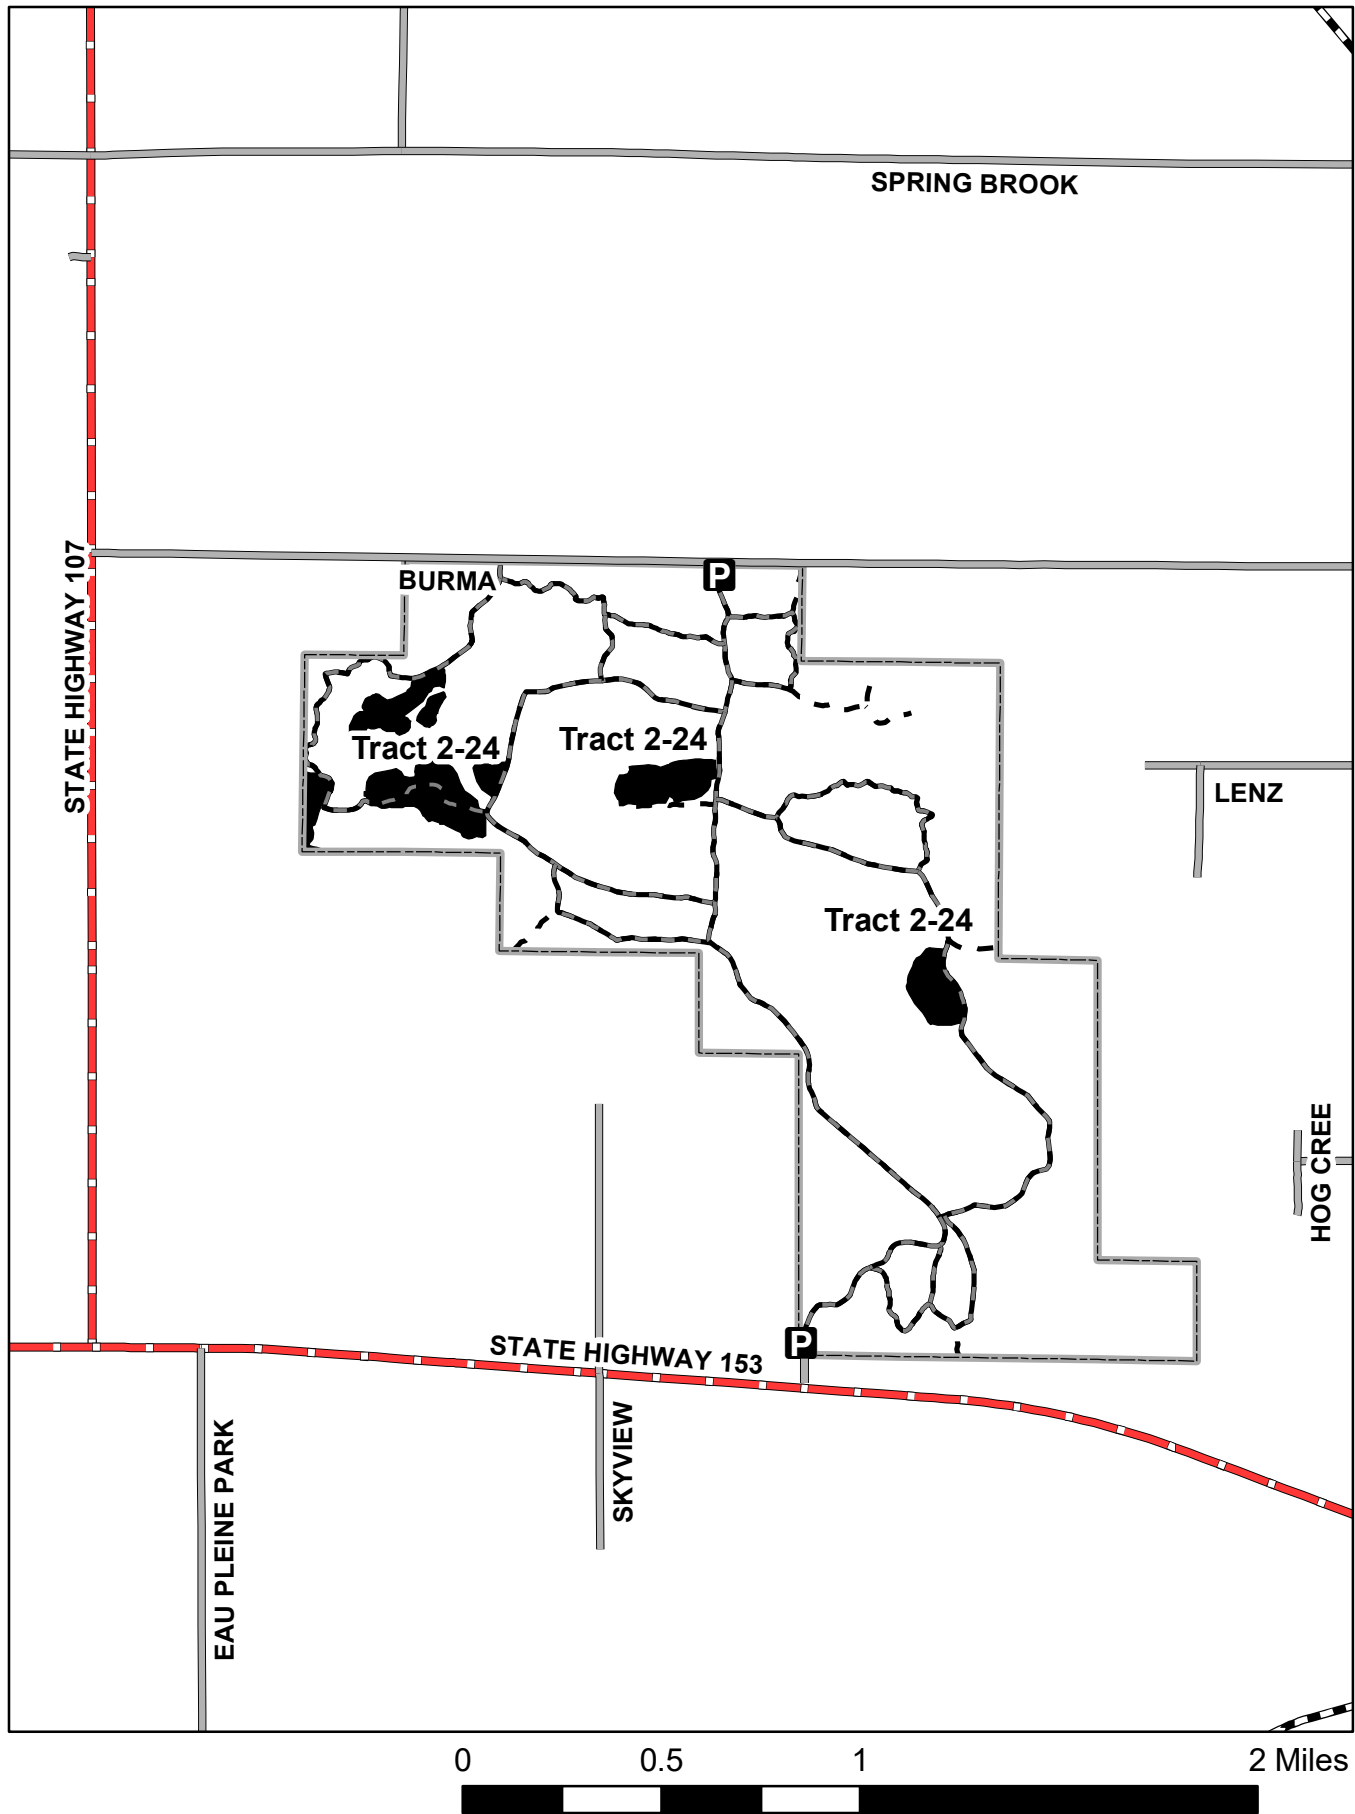 SPRING BROOK
STATE HIGHWAY 107
BURMA
P
Tract 2-24
Tract 2-24
LENZ
Tract 2-24
HOG CREE
P
STATE HIGHWAY 153
SKYVIEW
EAU PLEINE PARK
0 0.5 1 2 Miles